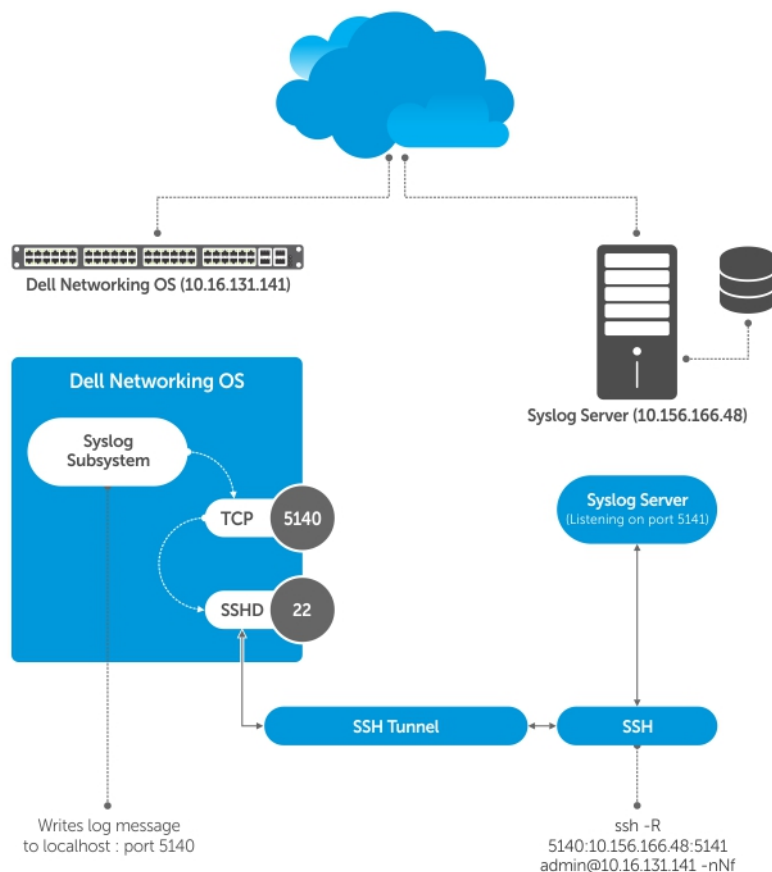 Dell Networking OS (10.16.131.141)
Syslog Server (10.156.166.48)
Dell Networking OS
Syslog
Subsystem
TCP
5140
SSHD
22
Syslog Server
(Listening on port 5141)
SSH Tunnel
SSH
Writes log message
to localhost : port 5140
ssh -R
5140:10.156.166.48:5141
admin@10.16.131.141 -nNf